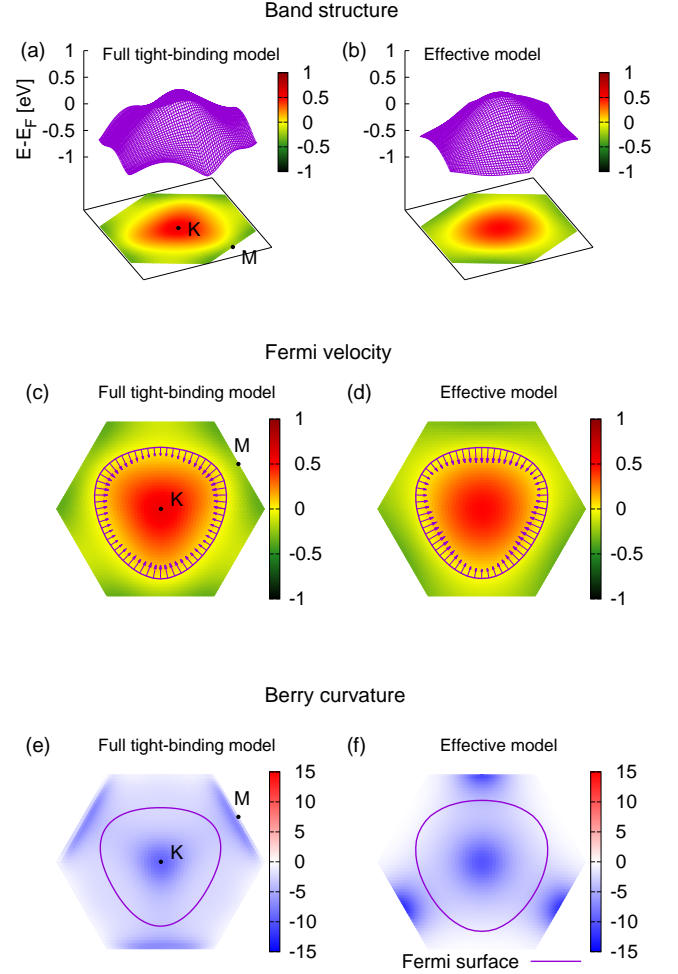 Band structure
(a) Full tight-binding model
E-E_F [eV]
1
0.5
0
-0.5
-1
1
0.5
0
-0.5
-1
K
M
(b) Effective model
1
0.5
0
-0.5
-1
1
0.5
0
-0.5
-1
Fermi velocity
(c) Full tight-binding model
M
K
1
0.5
0
-0.5
-1
(d) Effective model
1
0.5
0
-0.5
-1
Berry curvature
(e) Full tight-binding model
M
K
15
10
5
0
-5
-10
-15
(f) Effective model
15
10
5
0
-5
-10
-15
Fermi surface